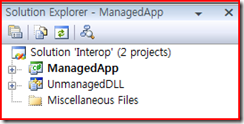 Solution Explorer - ManagedApp
Solution 'Interop' (2 projects)
ManagedApp
UnmanagedDLL
Miscellaneous Files